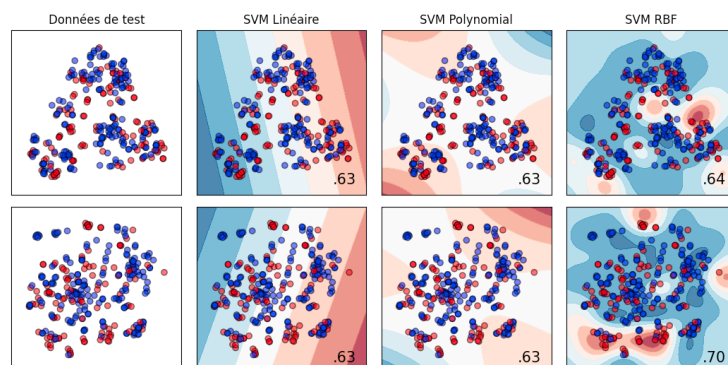 Données de test
SVM Linéaire
SVM Polynomial
SVM RBF
.63
.63
.64
.63
.63
.70